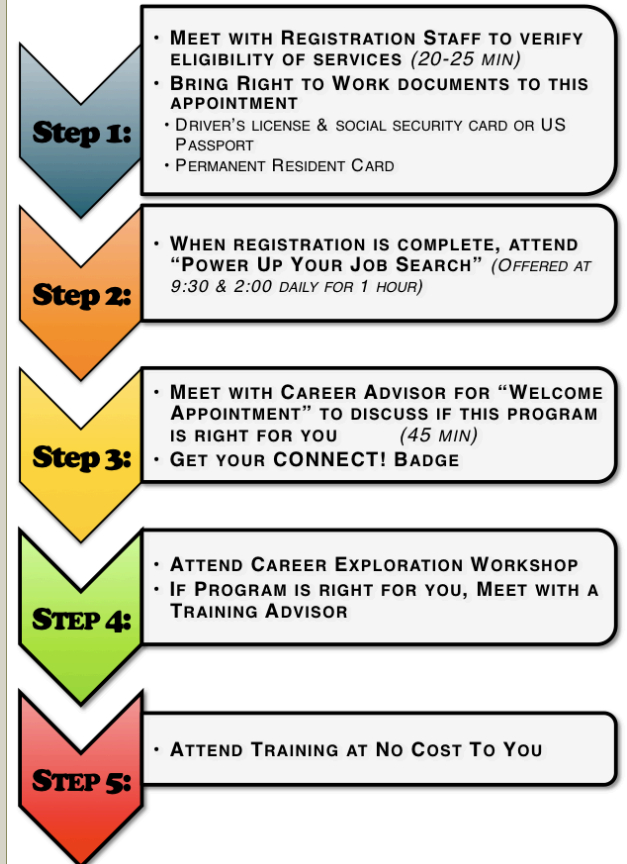 Step 1:
• Meet with Registration Staff to verify
eligibility of services (20-25 min)
• Bring Right to Work documents to this
appointment
• Driver's license & social security card or US
Passport
• Permanent Resident Card
Step 2:
• When registration is complete, attend
“Power Up Your Job Search” (Offered at
9:30 & 2:00 daily for 1 hour)
Step 3:
• Meet with Career Advisor for “Welcome
Appointment” to discuss if this program
is right for you (45 min)
• Get your CONNECT! Badge
Step 4:
• Attend Career Exploration Workshop
• If Program is right for you, Meet with a
Training Advisor
Step 5:
• Attend Training at No Cost To You